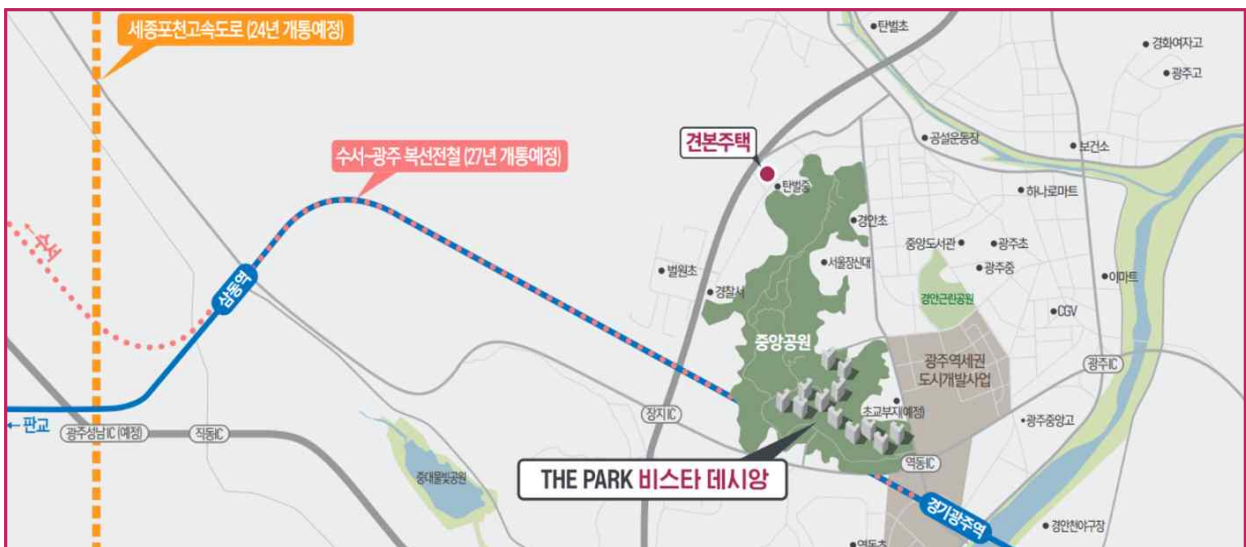 세종포천고속도로 (24년 개통예정)
탄벌초
경화여자고
광주고
수서~광주 복선전철 (27년 개통예정)
견본주택
공설운동장
보건소
탄벌중
하나로마트
←수서
경안초
중앙도서관
광주초
벌원초
서울장신대
광주중
이마트
삼동역
경찰서
경안근린공원
CGV
중앙공원
광주역세권
도시개발사업
광주IC
←판교
광주성남IC (예정)
직동IC
장지IC
초교부지(예정)
광주중앙고
중대물빛공원
THE PARK 비스타 데시앙
역동IC
경기광주역
경안천야구장
역동초